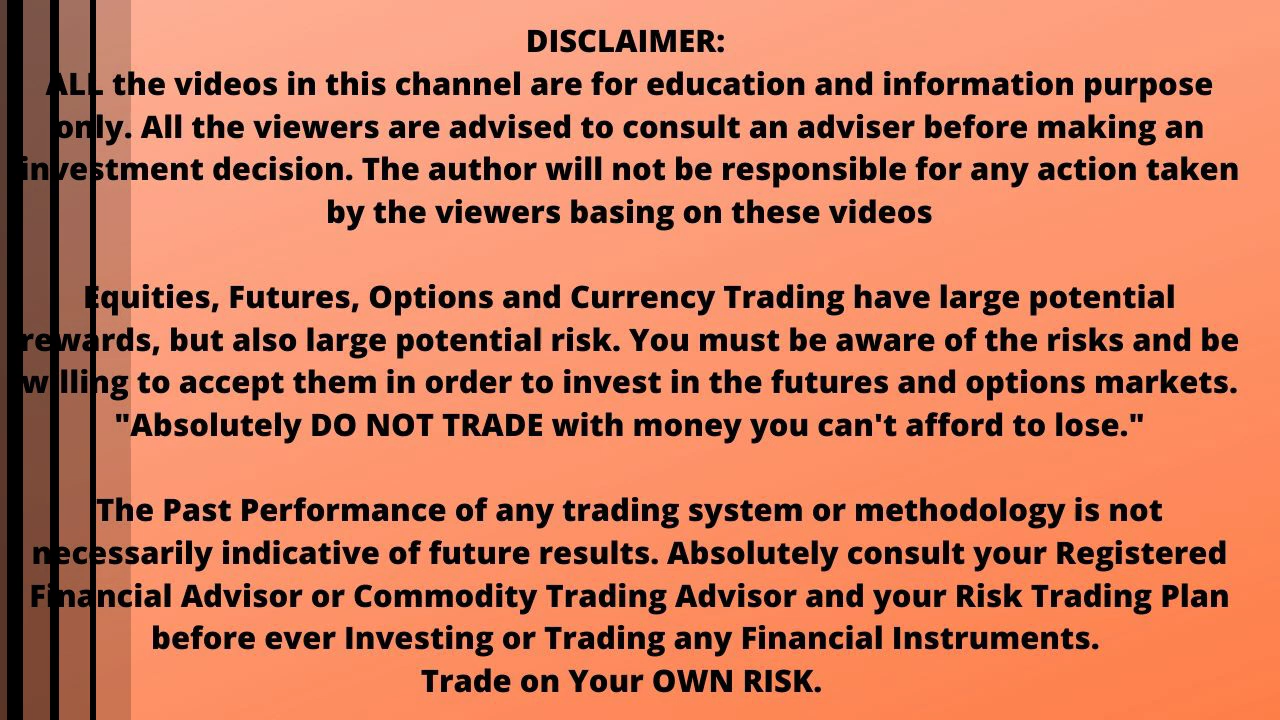 DISCLAIMER:
ALL the videos in this channel are for education and information purpose
only. All the viewers are advised to consult an adviser before making an
investment decision. The author will not be responsible for any action taken
by the viewers basing on these videos
Equities, Futures, Options and Currency Trading have large potential
rewards, but also large potential risk. You must be aware of the risks and be
willing to accept them in order to invest in the futures and options markets.
"Absolutely DO NOT TRADE with money you can't afford to lose."
The Past Performance of any trading system or methodology is not
necessarily indicative of future results. Absolutely consult your Registered
Financial Advisor or Commodity Trading Advisor and your Risk Trading Plan
before ever Investing or Trading any Financial Instruments.
Trade on Your OWN RISK.